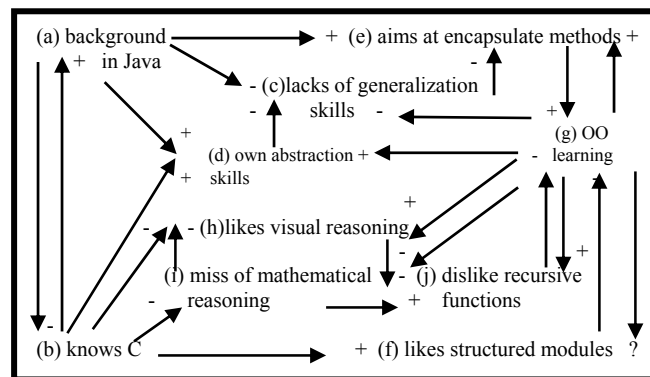 (a) background + (e) aims at encapsulate methods +
+ in Java
- - (c)lacks of generalization
- skills - +
+ (g) OO
(d) own abstraction + - learning
+ skills -
+
- - (h)likes visual reasoning
-
(i) miss of mathematical - (j) dislike recursive +
- reasoning + functions
-
(b) knows C + (f) likes structured modules ?